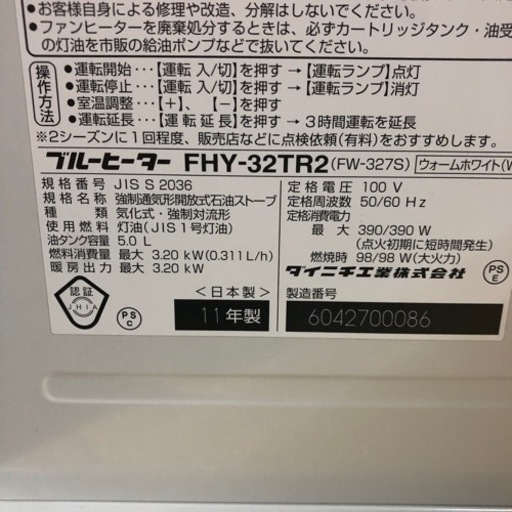 ●お客様自身による修理や改造、分解はしないでください。
●ファンヒーターを廃棄処分するときは、必ずカートリッジタンク・油受
の灯油を市販の給油ポンプなどで抜いてください。
操作方法
●運転開始…【運転 入/切】を押す→【運転ランプ】点灯
●運転停止…【運転 入/切】を押す→【運転ランプ】消灯
●室温調整…【+】、【-】を押す
●運転延長…【運転延長】を押す→3時間運転を延長
※2シーズンに1回程度、販売店などに点検依頼(有料)をおすすめします
ブルーヒーター FHY-32TR2(FW-327S) ウォームホワイト(W
規格番号 JIS S 2036
規格名称 強制通気形開放式石油ストーブ
種類 気化式・強制対流形
使用燃料 灯油(JIS1号灯油)
油タンク容量 5.0 L
燃料消費量 最大 3.20 kW(0.311L/h)
暖房出力 最大 3.20 kW
定格電圧 100 V
定格周波数 50/60 Hz
定格消費電力
最大 390/390 W
(点火初期に短時間発生)
燃焼時 98/98 W(大火力)
ダイニチ工業株式会社
PS E
認証
JHIA
PS C
<日本製>
11年製
製造番号
6042700086